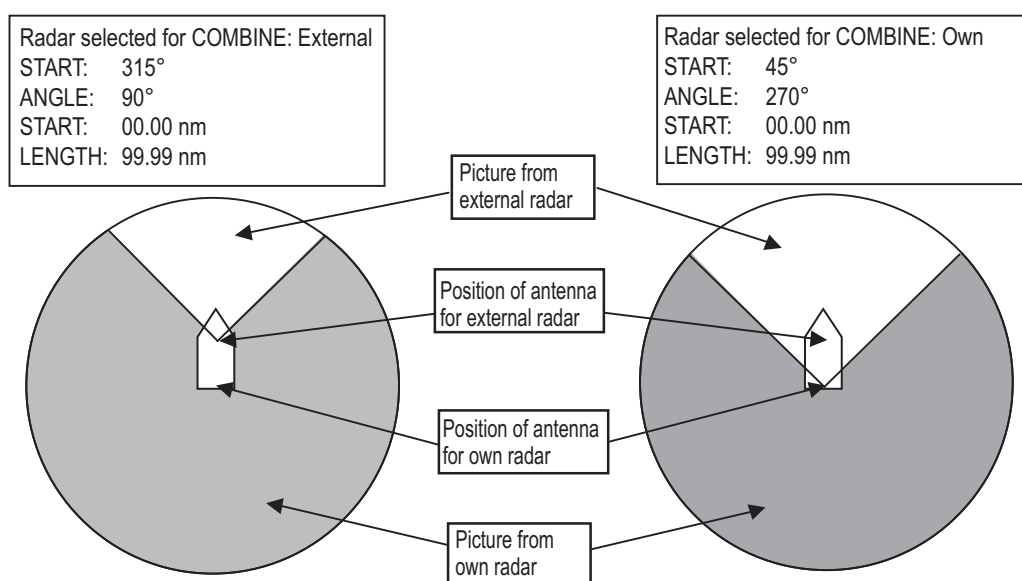 Radar selected for COMBINE: External
START: 315°
ANGLE: 90°
START: 00.00 nm
LENGTH: 99.99 nm
Radar selected for COMBINE: Own
START: 45°
ANGLE: 270°
START: 00.00 nm
LENGTH: 99.99 nm
Picture from
external radar
Position of antenna
for external radar
Position of antenna
for own radar
Picture from
own radar